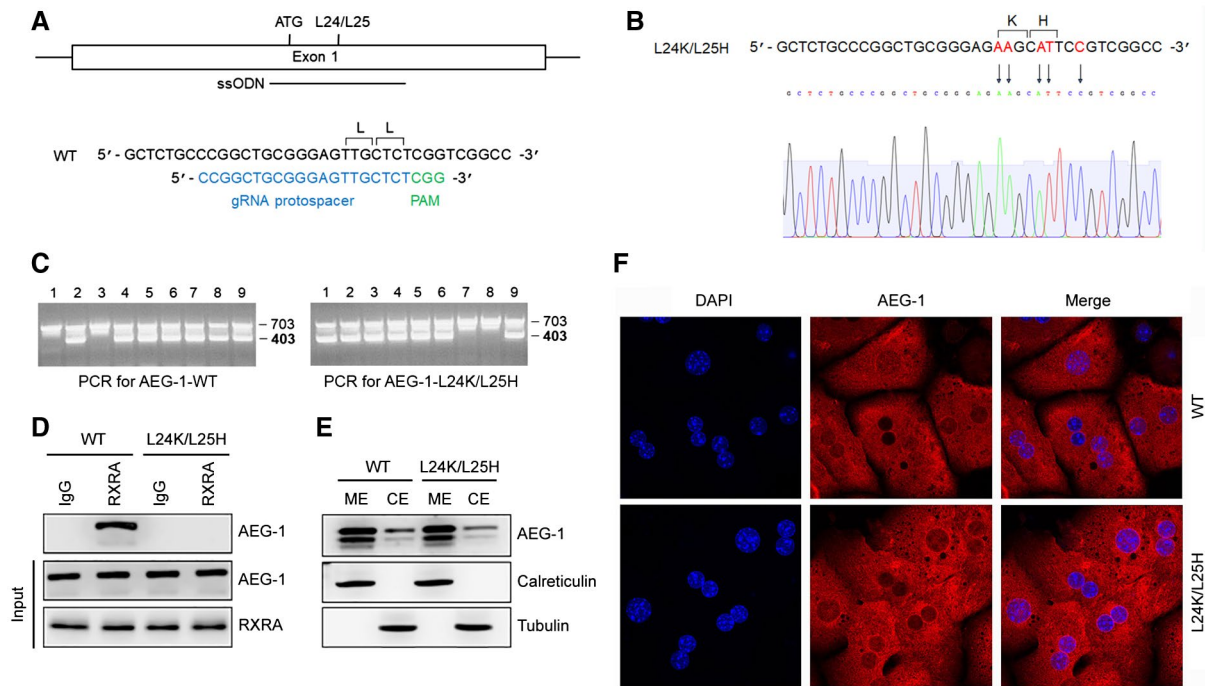 A
ATG L24/L25
Exon 1
ssODN
L L
WT 5′ - GCTCTGCCCGGCTGCGGGAGTTGCTCTCGGTCGGCC -3′
5′ - CCGGCTGCGGGAGTTGCTCTCGG -3′
gRNA protospacer PAM
B
K H
L24K/L25H 5′ - GCTCTGCCCGGCTGCGGGAGAAGCATTCCGTCGGCC -3′
G C T C T G C C C G G C T G C G G G A G A A G C A T T C C G T C G G C C
C
1 2 3 4 5 6 7 8 9
703
403
PCR for AEG-1-WT
1 2 3 4 5 6 7 8 9
703
403
PCR for AEG-1-L24K/L25H
D
WT L24K/L25H
IgG RXRA IgG RXRA
AEG-1
Input
AEG-1
RXRA
E
WT L24K/L25H
ME CE ME CE
AEG-1
Calreticulin
Tubulin
F
DAPI AEG-1 Merge
WT
L24K/L25H